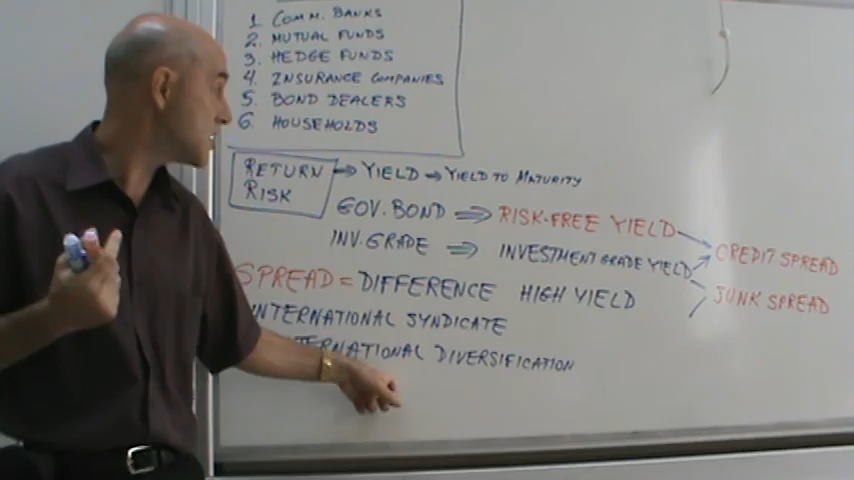 1. COMM. BANKS
2. MUTUAL FUNDS
3. HEDGE FUNDS
4. INSURANCE COMPANIES
5. BOND DEALERS
6. HOUSEHOLDS
RETURN → YIELD → YIELD TO MATURITY
RISK
GOV. BOND ⇒ RISK-FREE YIELD
INV. GRADE ⇒ INVESTMENT GRADE YIELD
CREDIT SPREAD
SPREAD = DIFFERENCE HIGH YIELD
JUNK SPREAD
INTERNATIONAL SYNDICATE
TERNATIONAL DIVERSIFICATION